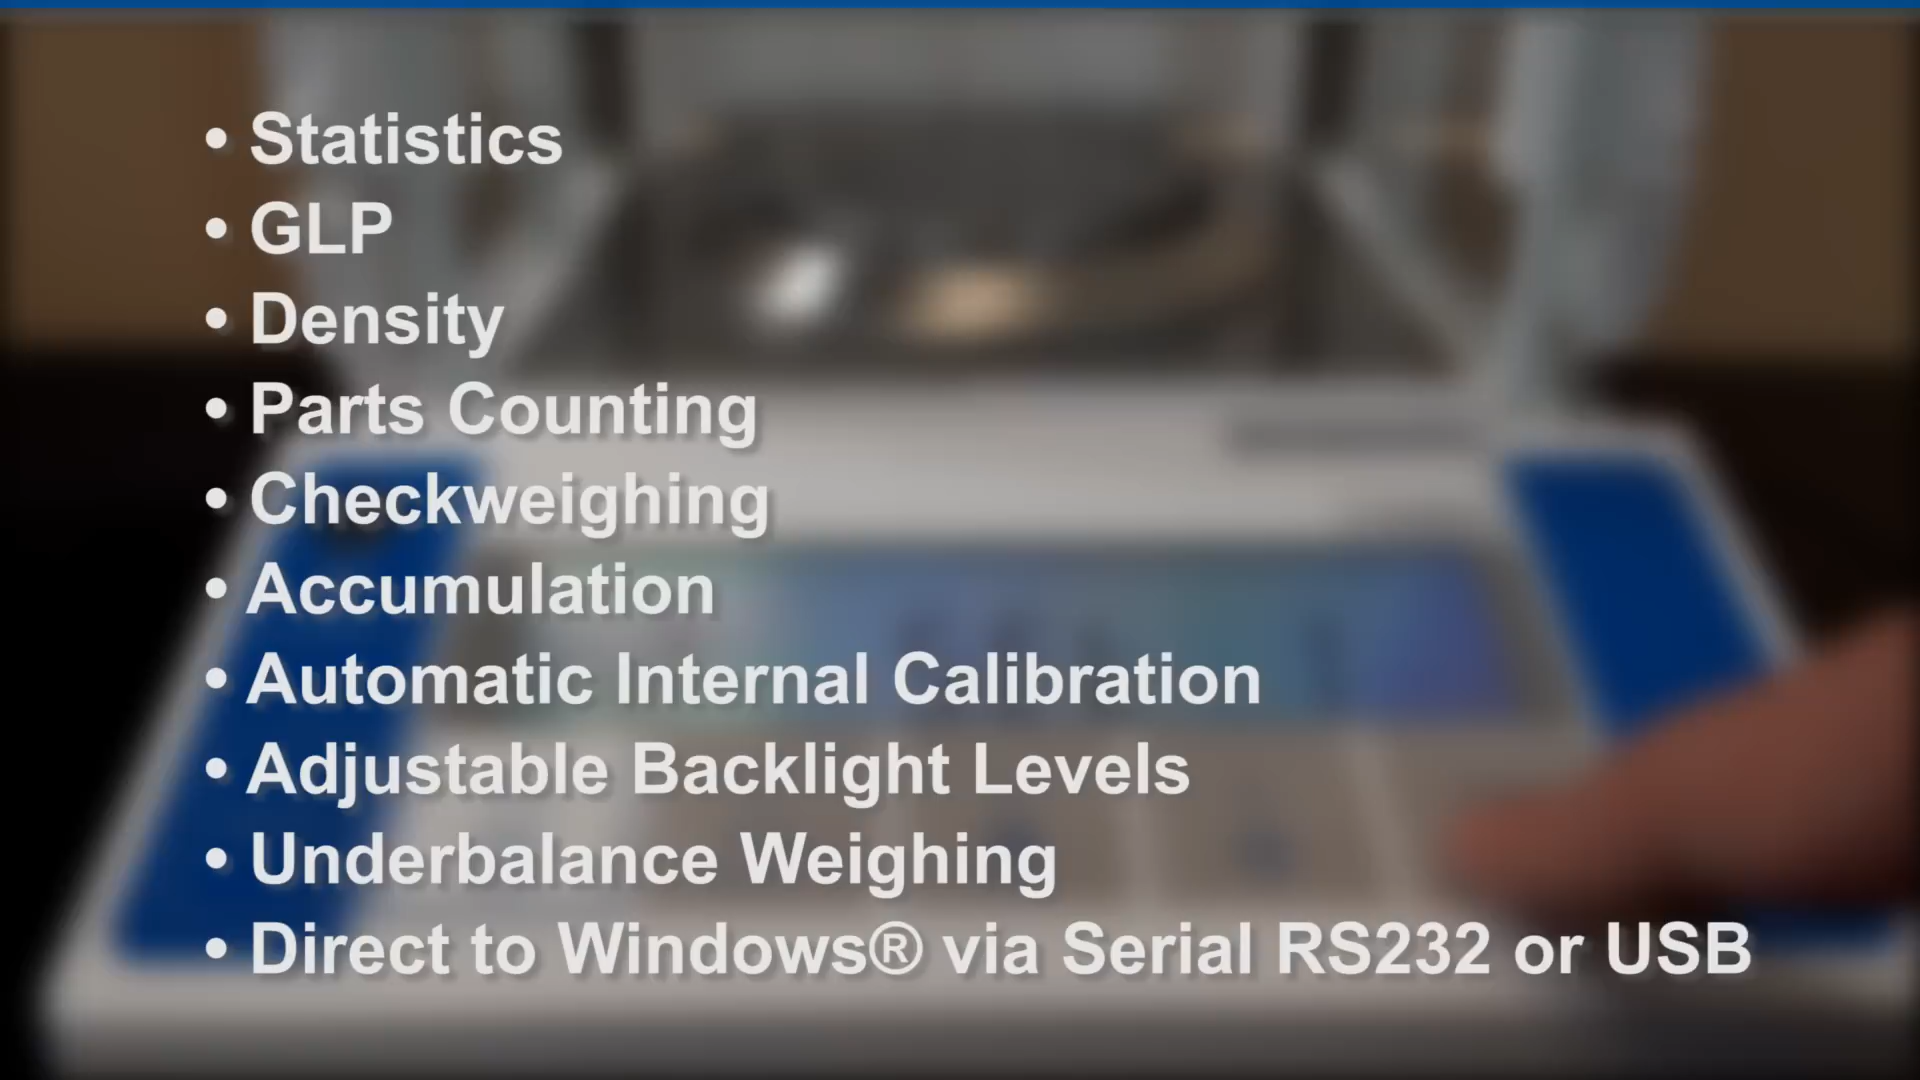 • Statistics
• GLP
• Density
• Parts Counting
• Checkweighing
• Accumulation
• Automatic Internal Calibration
• Adjustable Backlight Levels
• Underbalance Weighing
• Direct to Windows® via Serial RS232 or USB